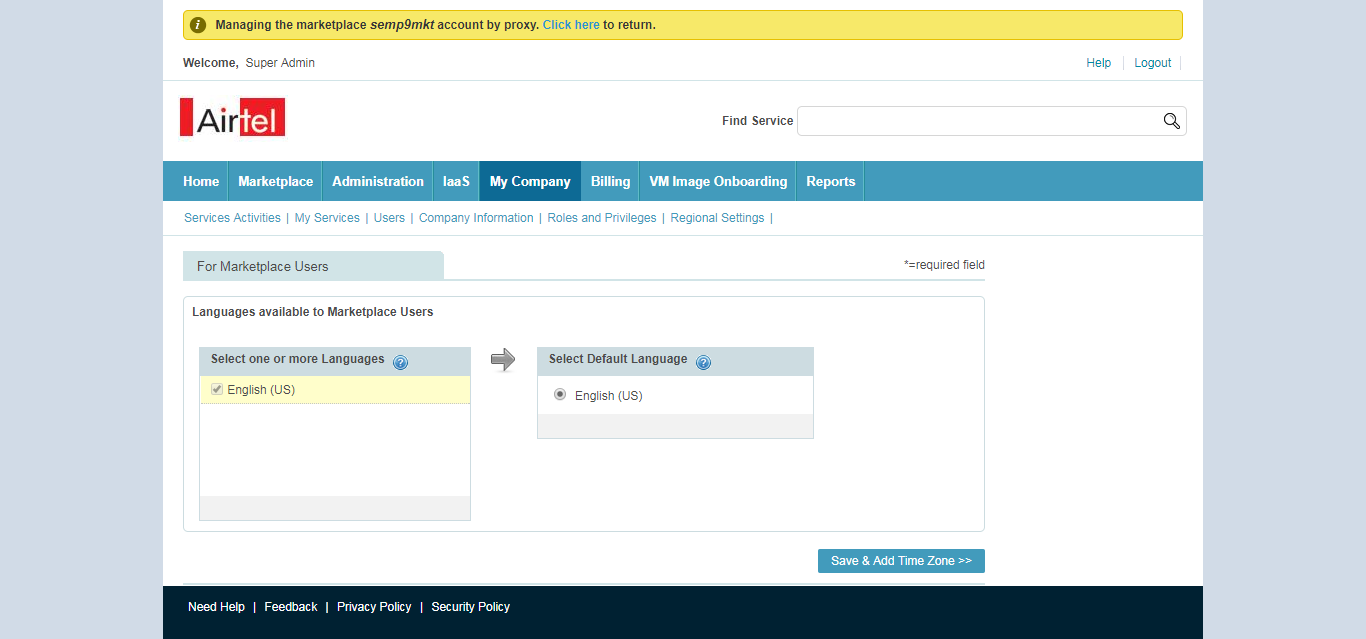 Managing the marketplace semp9mkt account by proxy. Click here to return.
Welcome, Super Admin
Help | Logout |
Airtel
Find Service
Home Marketplace Administration IaaS My Company Billing VM Image Onboarding Reports
Services Activities | My Services | Users | Company Information | Roles and Privileges | Regional Settings |
For Marketplace Users
*=required field
Languages available to Marketplace Users
Select one or more Languages ?
English (US)
Select Default Language ?
English (US)
Save & Add Time Zone >>
Need Help | Feedback | Privacy Policy | Security Policy